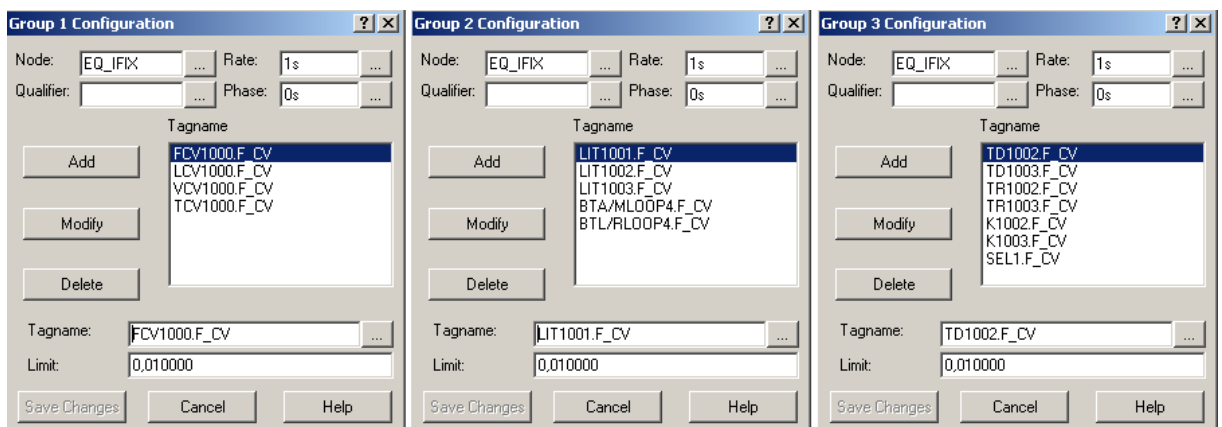 Group 1 Configuration
Node: EQ_IFIX ... Rate: 1s ...
Qualifier: ... Phase: 0s ...
Tagname
FCV1000.F_CV
LCV1000.F_CV
VCV1000.F_CV
TCV1000.F_CV
Add
Modify
Delete
Tagname: FCV1000.F_CV ...
Limit: 0,010000
Save Changes Cancel Help
Group 2 Configuration
Node: EQ_IFIX ... Rate: 1s ...
Qualifier: ... Phase: 0s ...
Tagname
LIT1001.F_CV
LIT1002.F_CV
LIT1003.F_CV
BTA/MLOOP4.F_CV
BTL/RLOOP4.F_CV
Add
Modify
Delete
Tagname: LIT1001.F_CV ...
Limit: 0,010000
Save Changes Cancel Help
Group 3 Configuration
Node: EQ_IFIX ... Rate: 1s ...
Qualifier: ... Phase: 0s ...
Tagname
TD1002.F_CV
TD1003.F_CV
TR1002.F_CV
TR1003.F_CV
K1002.F_CV
K1003.F_CV
SEL1.F_CV
Add
Modify
Delete
Tagname: TD1002.F_CV ...
Limit: 0,010000
Save Changes Cancel Help